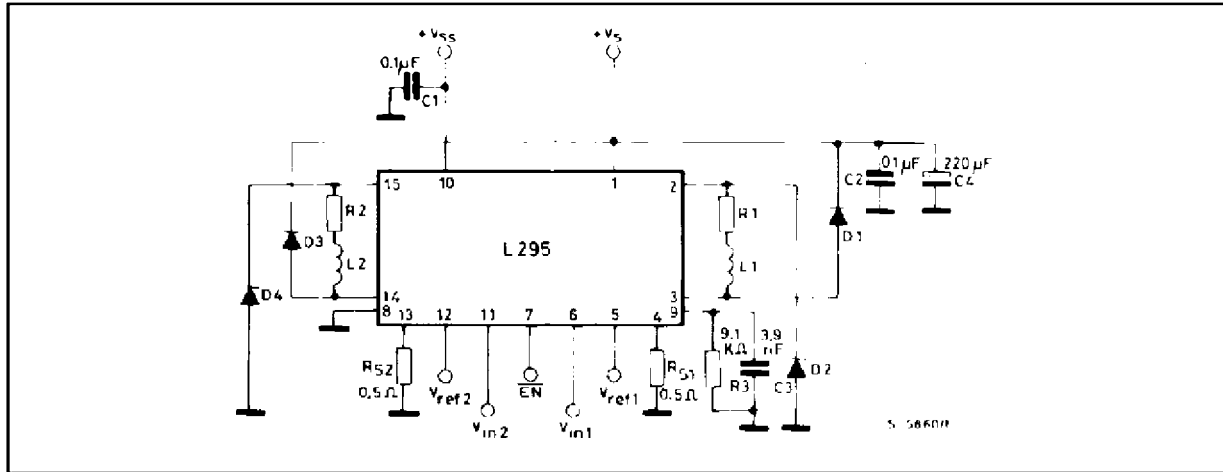 +Vss
+Vs
0.1µF
C1
01µF
220µF
C2
C4
15
10
1
2
R2
R1
D1
D3
L295
L2
L1
D4
14
3
8
9
13
12
11
7
6
5
4
9.1
KΩ
3.9
nF
RS2
0.5Ω
Vref2
EN
Vref1
RS1
0.5Ω
R3
C3
D2
Vin2
Vin1